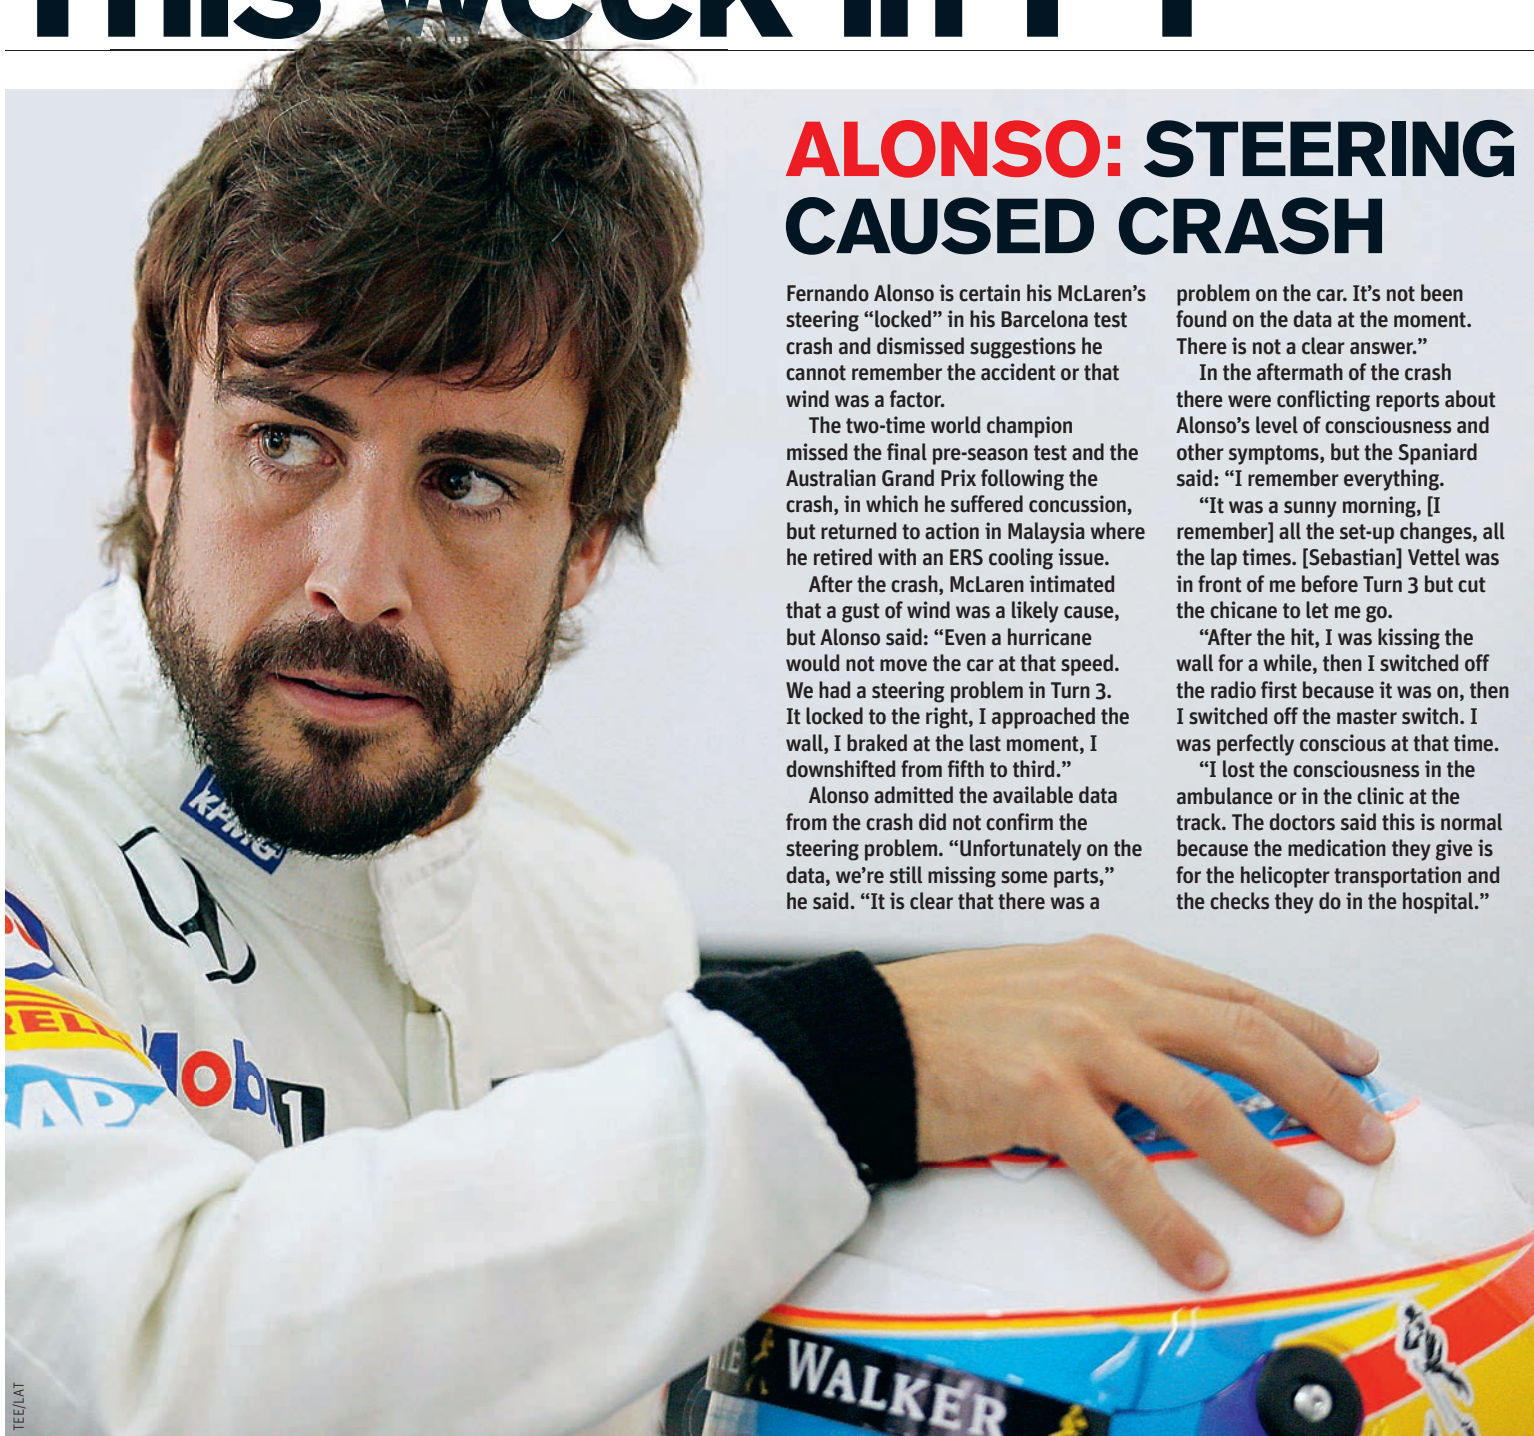 This week in F1
ALONSO: STEERING
CAUSED CRASH
Fernando Alonso is certain his McLaren’s
steering “locked” in his Barcelona test
crash and dismissed suggestions he
cannot remember the accident or that
wind was a factor.
The two-time world champion
missed the final pre-season test and the
Australian Grand Prix following the
crash, in which he suffered concussion,
but returned to action in Malaysia where
he retired with an ERS cooling issue.
After the crash, McLaren intimated
that a gust of wind was a likely cause,
but Alonso said: “Even a hurricane
would not move the car at that speed.
We had a steering problem in Turn 3.
It locked to the right, I approached the
wall, I braked at the last moment, I
downshifted from fifth to third.”
Alonso admitted the available data
from the crash did not confirm the
steering problem. “Unfortunately on the
data, we’re still missing some parts,”
he said. “It is clear that there was a
problem on the car. It’s not been
found on the data at the moment.
There is not a clear answer.”
In the aftermath of the crash
there were conflicting reports about
Alonso’s level of consciousness and
other symptoms, but the Spaniard
said: “I remember everything.
“It was a sunny morning, [I
remember] all the set-up changes, all
the lap times. [Sebastian] Vettel was
in front of me before Turn 3 but cut
the chicane to let me go.
“After the hit, I was kissing the
wall for a while, then I switched off
the radio first because it was on, then
I switched off the master switch. I
was perfectly conscious at that time.
“I lost the consciousness in the
ambulance or in the clinic at the
track. The doctors said this is normal
because the medication they give is
for the helicopter transportation and
the checks they do in the hospital.”
KPMG
RELL
Mobil 1
SAP
WALKER
TEE/LAT